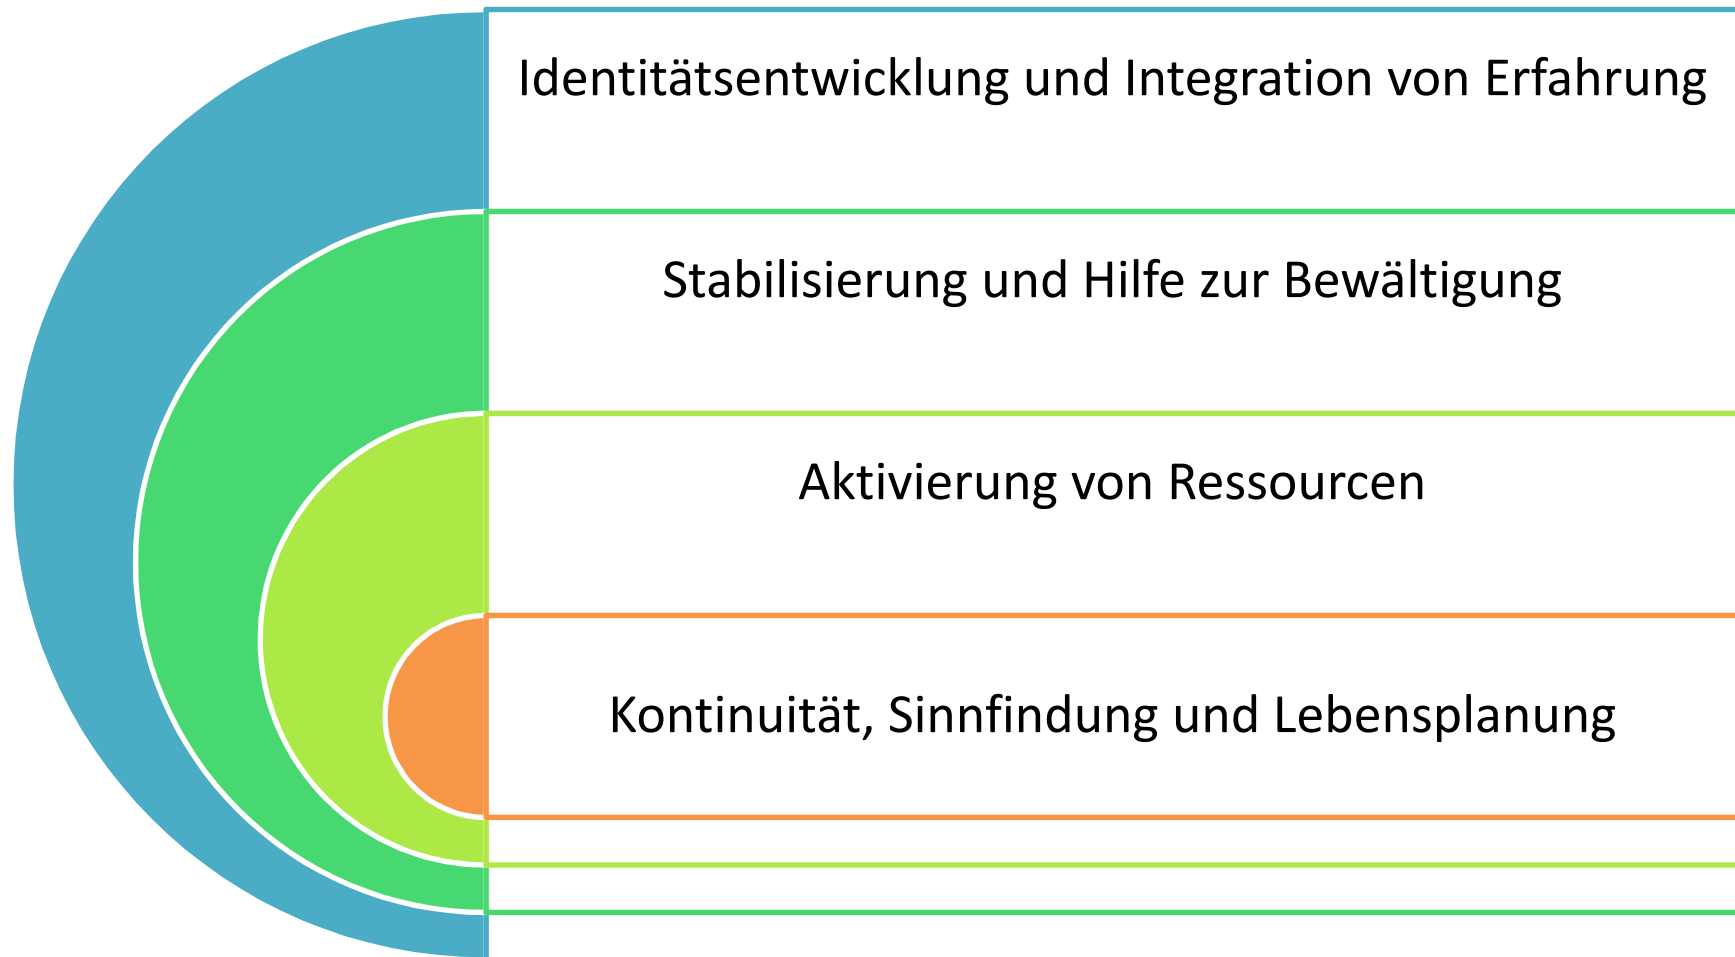 Identitätsentwicklung und Integration von Erfahrung
Stabilisierung und Hilfe zur Bewältigung
Aktivierung von Ressourcen
Kontinuität, Sinnfindung und Lebensplanung